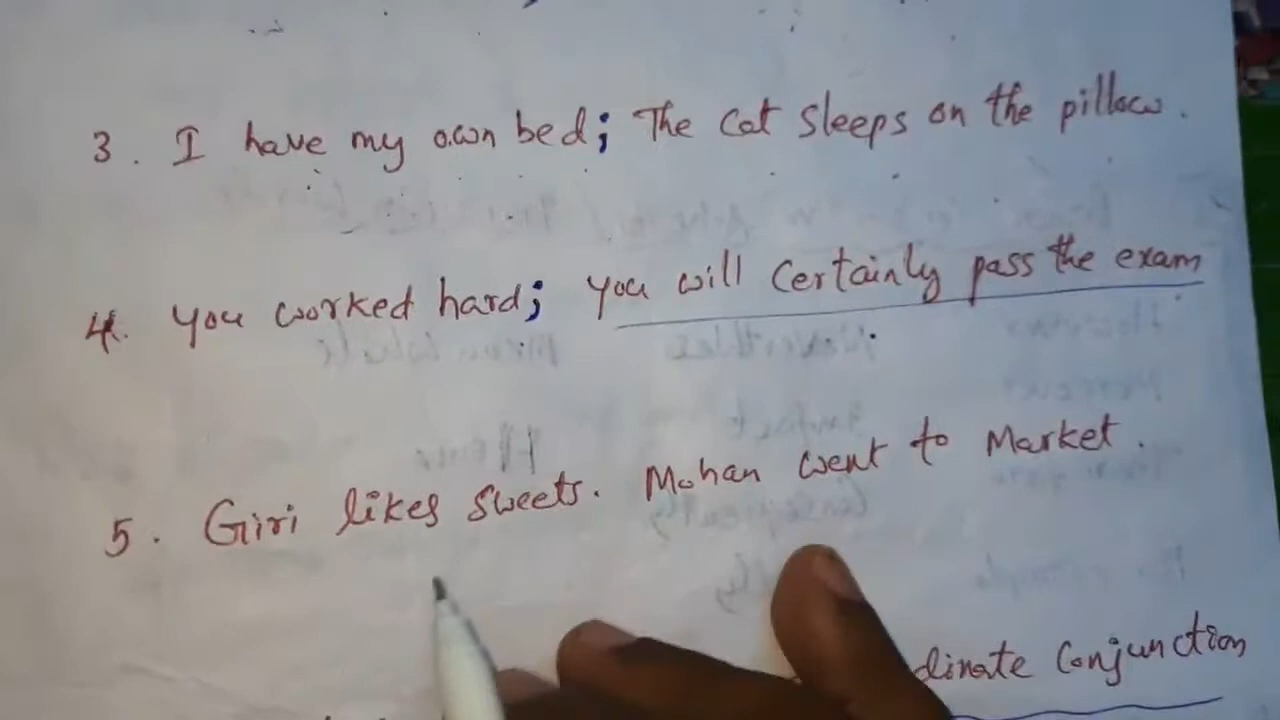 3. I have my own bed; The cat sleeps on the pillow.
4. You worked hard; you will certainly pass the exam
5. Giri likes sweets. Mohan went to Market.
dinate Conjunction